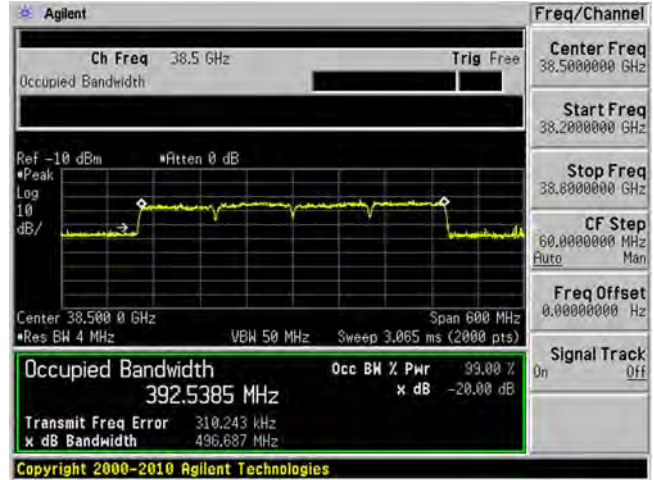 Agilent
Freq/Channel
Ch Freq 38.5 GHz Trig Free
Occupied Bandwidth
Center Freq
38.5000000 GHz
Start Freq
38.2000000 GHz
Stop Freq
38.8000000 GHz
CF Step
60.0000000 MHz
Auto Man
Freq Offset
0.00000000 Hz
Signal Track
On Off
Ref -10 dBm #Atten 0 dB
#Peak
Log
10
dB/
Center 38.500 0 GHz Span 600 MHz
#Res BW 4 MHz VBW 50 MHz Sweep 3.065 ms (2000 pts)
Occupied Bandwidth Occ BW % Pwr 99.00 %
392.5385 MHz x dB -20.00 dB
Transmit Freq Error 310.243 kHz
x dB Bandwidth 496.687 MHz
Copyright 2000-2010 Agilent Technologies